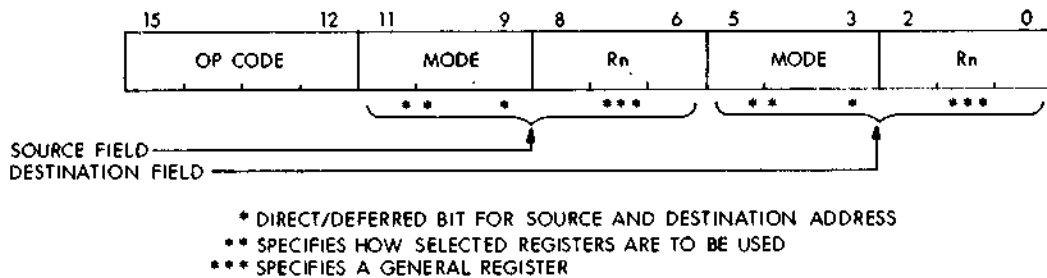 15 12 11 9 8 6 5 3 2 0
OP CODE MODE Rn MODE Rn
** * *** ** * ***
SOURCE FIELD
DESTINATION FIELD
* DIRECT/DEFERRED BIT FOR SOURCE AND DESTINATION ADDRESS
** SPECIFIES HOW SELECTED REGISTERS ARE TO BE USED
*** SPECIFIES A GENERAL REGISTER